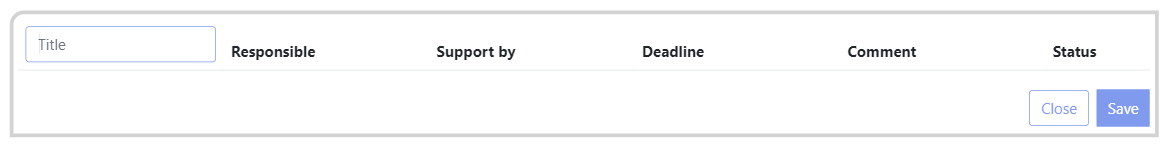 Title Responsible Support by Deadline Comment Status
Close Save